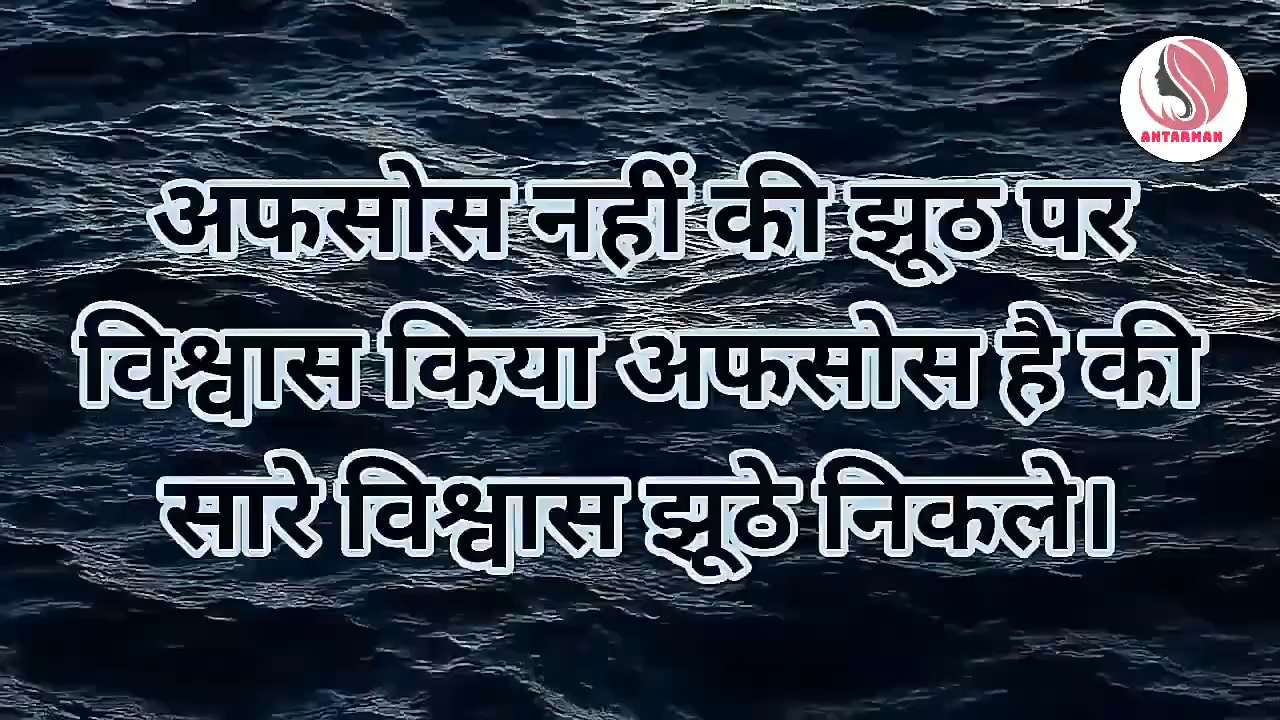 ANTARMAN
अफसोस नहीं की झूठ पर
विश्वास किया अफसोस है की
सारे विश्वास झूठे निकले।